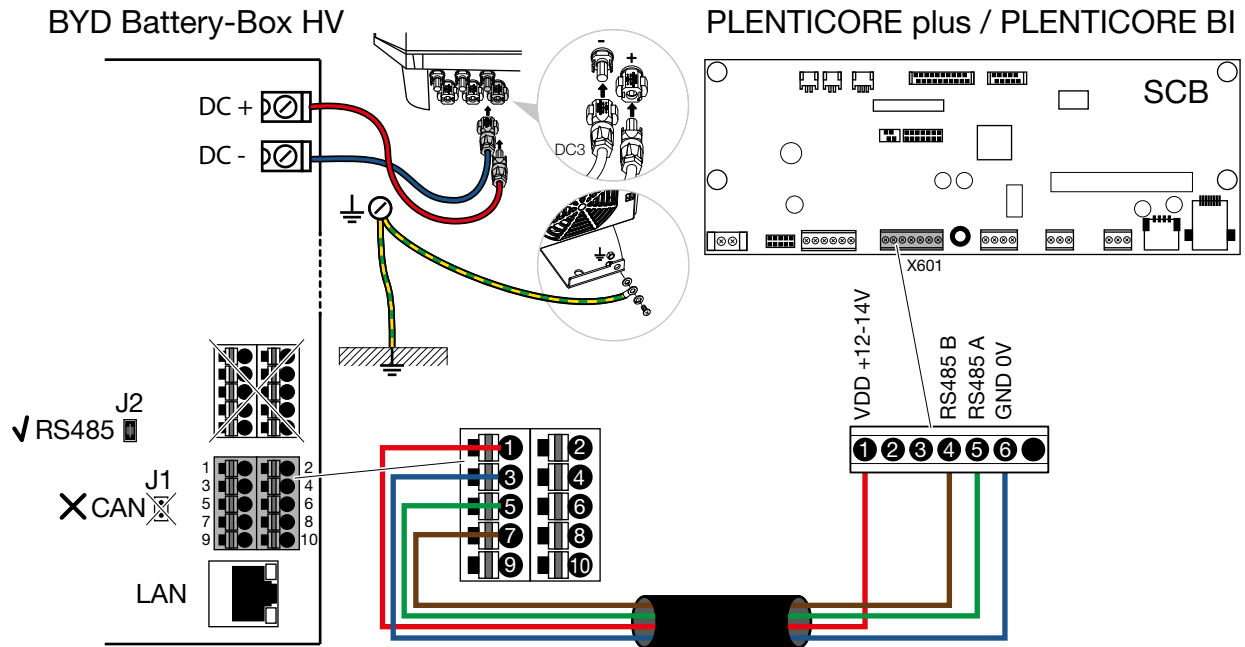 BYD Battery-Box HV
PLENTICORE plus / PLENTICORE BI
DC +
DC -
-
+
DC3
SCB
X601
J2
RS485
J1
CAN
1 2
3 4
5 6
7 8
9 10
LAN
1 2
3 4
5 6
7 8
9 10
VDD +12-14V
RS485 B
RS485 A
GND 0V
1 2 3 4 5 6